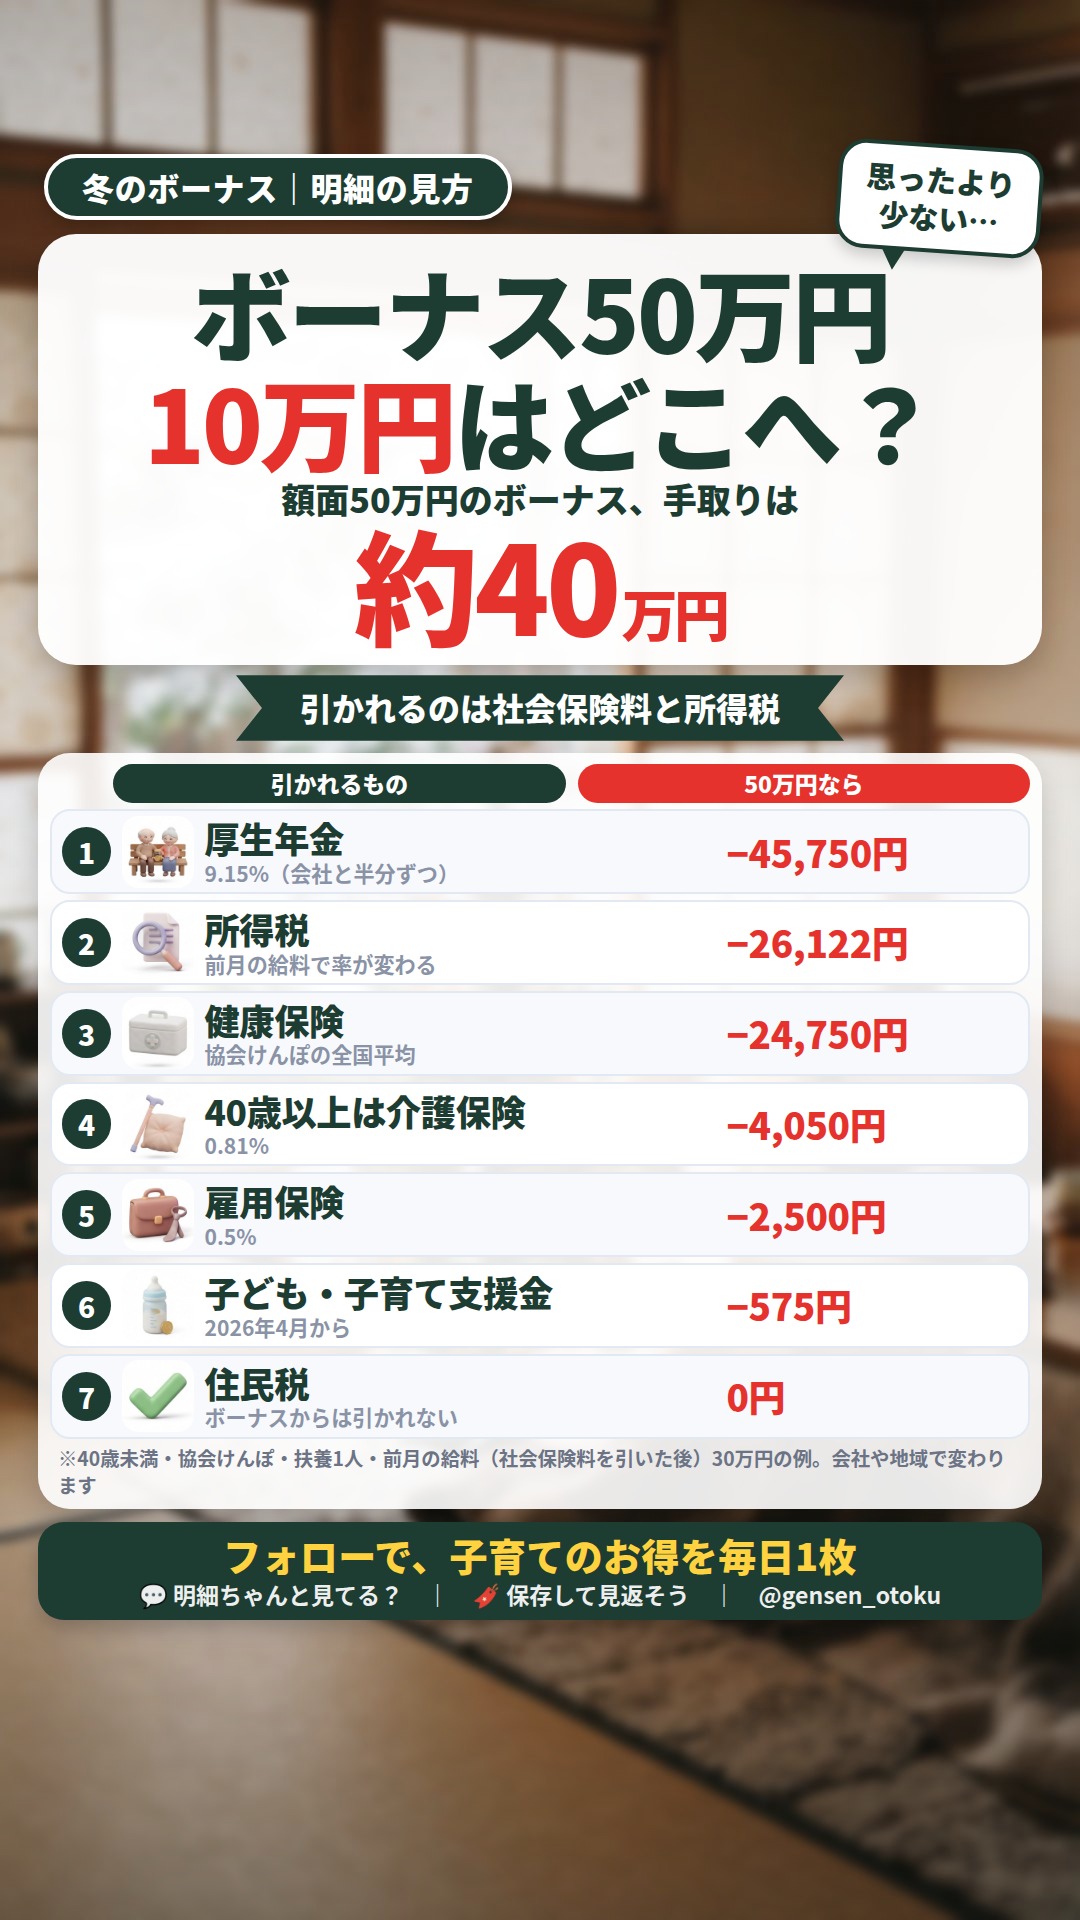 冬のボーナス｜明細の見方
思ったより
少ない…
ボーナス50万円
10万円はどこへ？
額面50万円のボーナス、手取りは
約40万円
引かれるのは社会保険料と所得税
引かれるもの
50万円なら
1 厚生年金 −45,750円
9.15%（会社と半分ずつ）
2 所得税 −26,122円
前月の給料で率が変わる
3 健康保険 −24,750円
協会けんぽの全国平均
4 40歳以上は介護保険 −4,050円
0.81%
5 雇用保険 −2,500円
0.5%
6 子ども・子育て支援金 −575円
2026年4月から
7 住民税 0円
ボーナスからは引かれない
※40歳未満・協会けんぽ・扶養1人・前月の給料（社会保険料を引いた後）30万円の例。会社や地域で変わり
ます
フォローで、子育てのお得を毎日1枚
💬 明細ちゃんと見てる？ ｜ 🔖 保存して見返そう ｜ @gensen_otoku